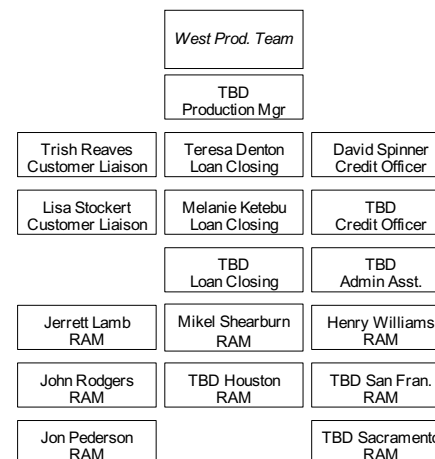 West Prod. Team
TBD
Production Mgr
Trish Reaves
Customer Liaison
Teresa Denton
Loan Closing
David Spinner
Credit Officer
Lisa Stockert
Customer Liaison
Melanie Ketebu
Loan Closing
TBD
Credit Officer
TBD
Loan Closing
TBD
Admin Asst.
Jerrett Lamb
RAM
Mikel Shearburn
RAM
Henry Williams
RAM
John Rodgers
RAM
TBD Houston
RAM
TBD San Fran.
RAM
Jon Pederson
RAM
TBD Sacramento
RAM